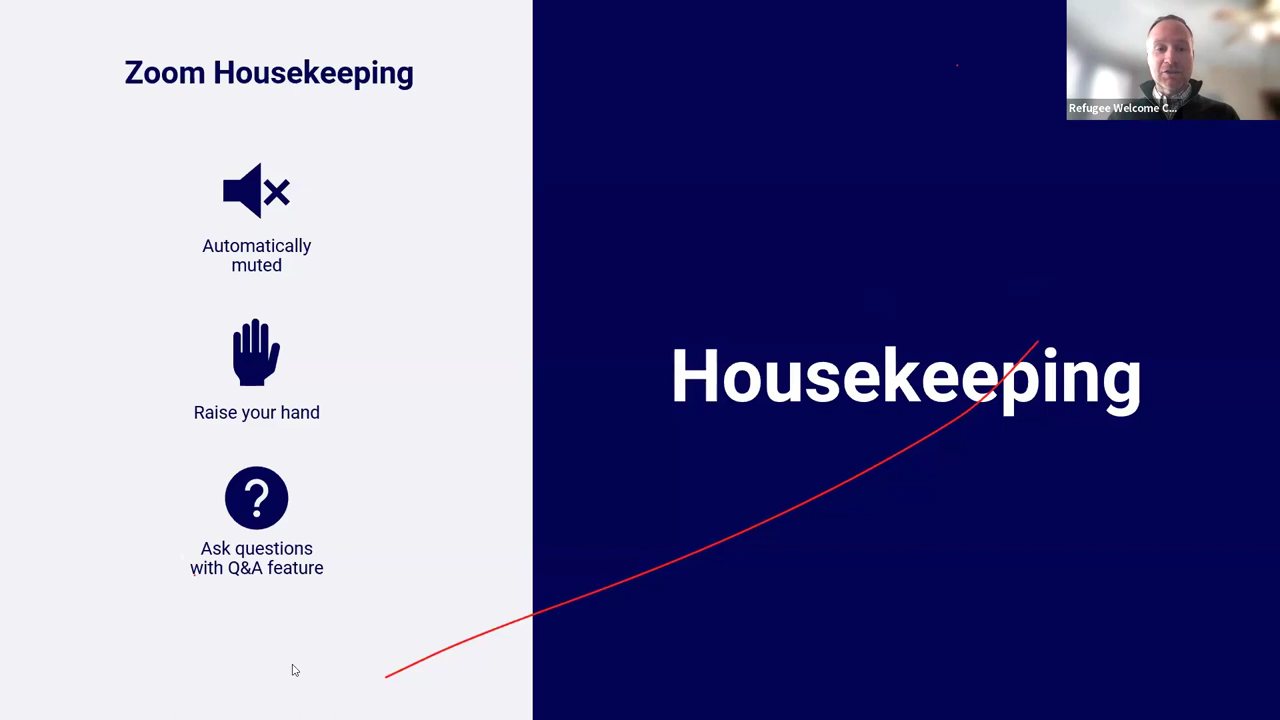 Zoom Housekeeping
Automatically
muted
Raise your hand
Ask questions
with Q&A feature
Housekeeping
Refugee Welcome C...